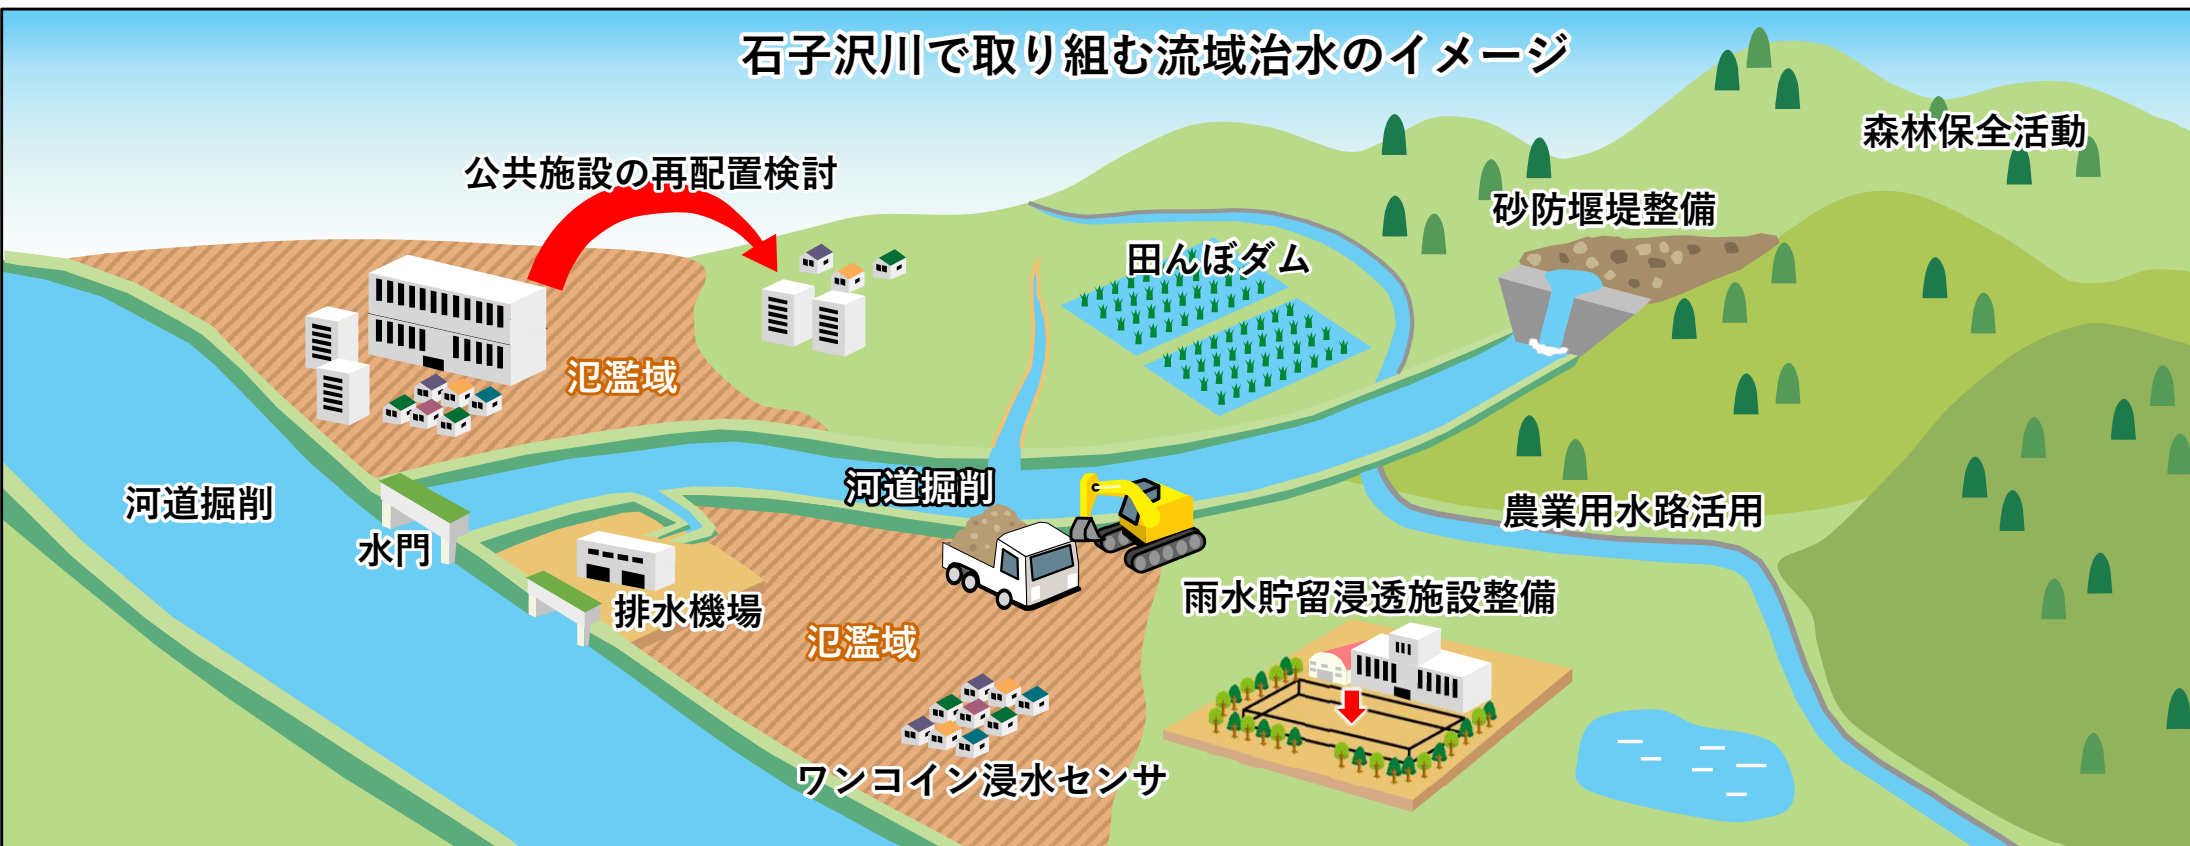 石子沢川で取り組む流域治水のイメージ
森林保全活動
公共施設の再配置検討
砂防堰堤整備
田んぼダム
氾濫域
河道掘削
河道掘削
農業用水路活用
水門
雨水貯留浸透施設整備
排水機場
氾濫域
ワンコイン浸水センサ